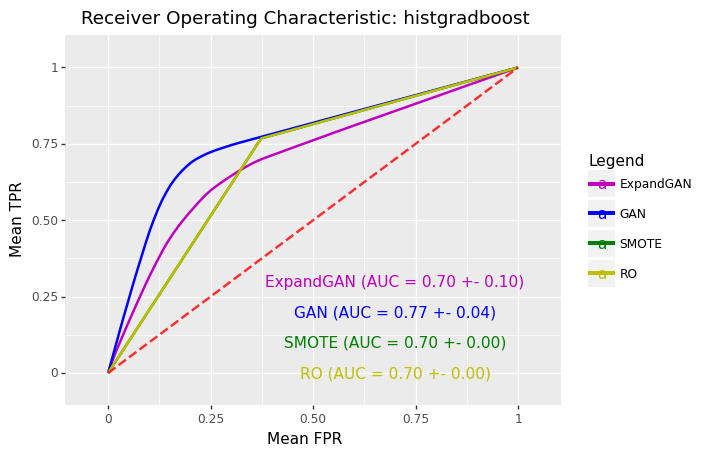 Receiver Operating Characteristic: histgradboost
1
0.75
0.50
0.25
0
Mean TPR
ExpandGAN (AUC = 0.70 +- 0.10)
GAN (AUC = 0.77 +- 0.04)
SMOTE (AUC = 0.70 +- 0.00)
RO (AUC = 0.70 +- 0.00)
0 0.25 0.50 0.75 1
Mean FPR
Legend
a ExpandGAN
a GAN
a SMOTE
a RO